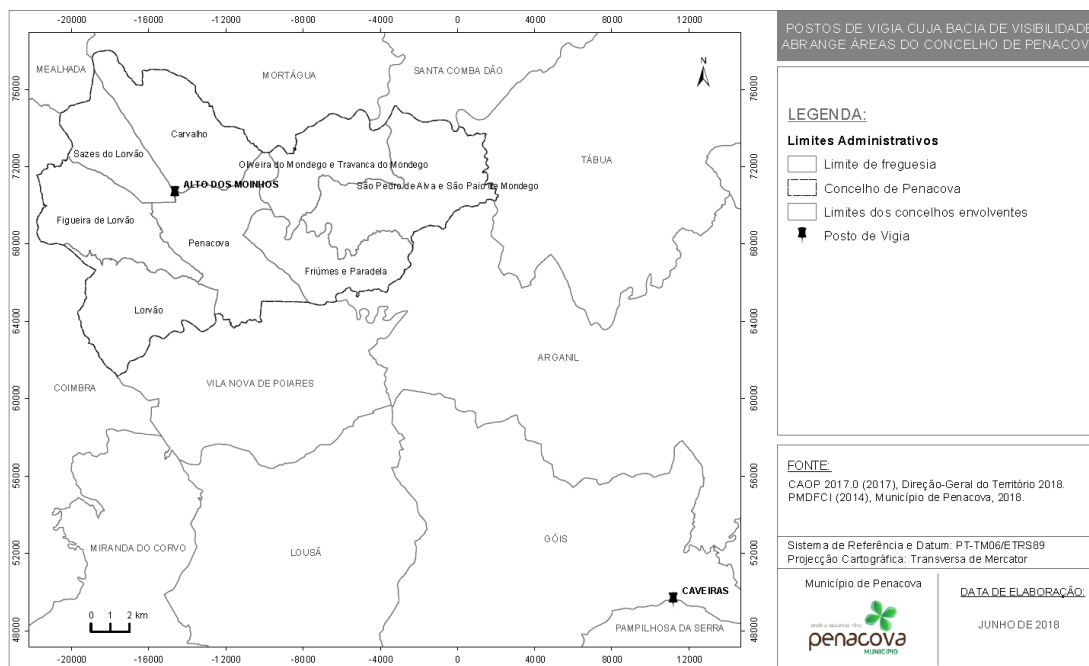 -20000 -16000 -12000 -8000 -4000 0 4000 8000 12000
POSTOS DE VIGIA CUJA BACIA DE VISIBILIDADE
ABRANGE ÁREAS DO CONCELHO DE PENACOV
MEALHADA
MORTÁGUA
SANTA COMBA DÃO
N
76000
76000
Carvalho
Sazes do Lorvão
Oliveira do Mondego e Travanca do Mondego
TÁBUA
72000
72000
ALTO DOS MOINHOS
São Pedro de Alva e São Paio de Mondego
Figueira de Lorvão
Penacova
68000
68000
Friúmes e Paradela
Lorvão
64000
64000
ARGANIL
COIMBRA
VILA NOVA DE POIARES
60000
60000
56000
56000
MIRANDA DO CORVO
LOUSÃ
GÓIS
52000
52000
CAVEIRAS
0 1 2 km
PAMPILHOSA DA SERRA
48000
48000
-20000 -16000 -12000 -8000 -4000 0 4000 8000 12000
LEGENDA:
Limites Administrativos
Limite de freguesia
Concelho de Penacova
Limites dos concelhos envolventes
Posto de Vigia
FONTE:
CAOP 2017.0 (2017), Direção-Geral do Território 2018.
PMDFCI (2014), Município de Penacova, 2018.
Sistema de Referência e Datum: PT-TM06/ETRS89
Projecção Cartográfica: Transversa de Mercator
Município de Penacova
penacova
MUNICÍPIO
DATA DE ELABORAÇÃO:
JUNHO DE 2018